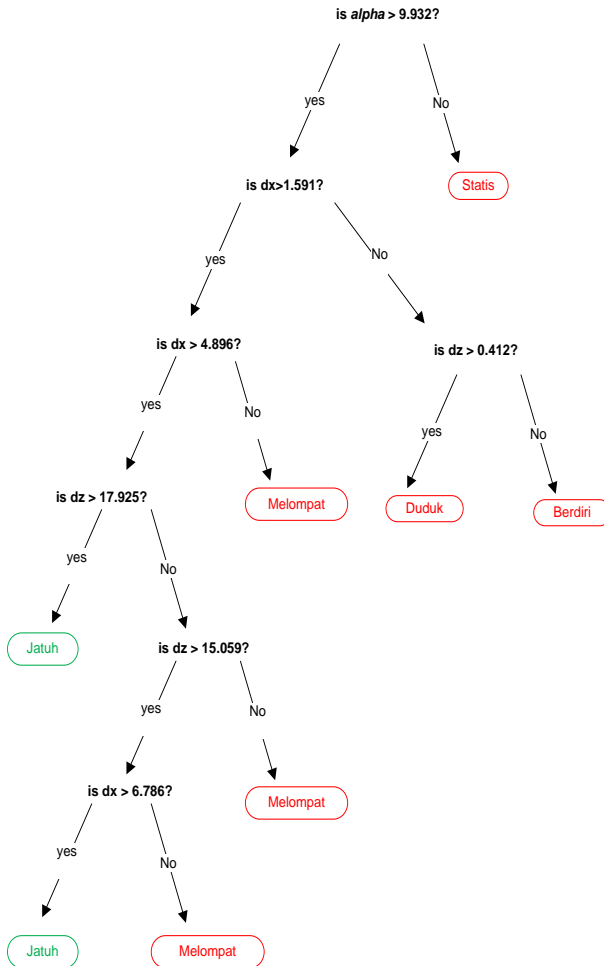 is alpha > 9.932?
yes
No
is dx>1.591?
Statis
yes
No
is dx > 4.896?
is dz > 0.412?
yes
No
yes
No
is dz > 17.925?
Melompat
Duduk
Berdiri
yes
No
Jatuh
is dz > 15.059?
yes
No
is dx > 6.786?
Melompat
yes
No
Jatuh
Melompat